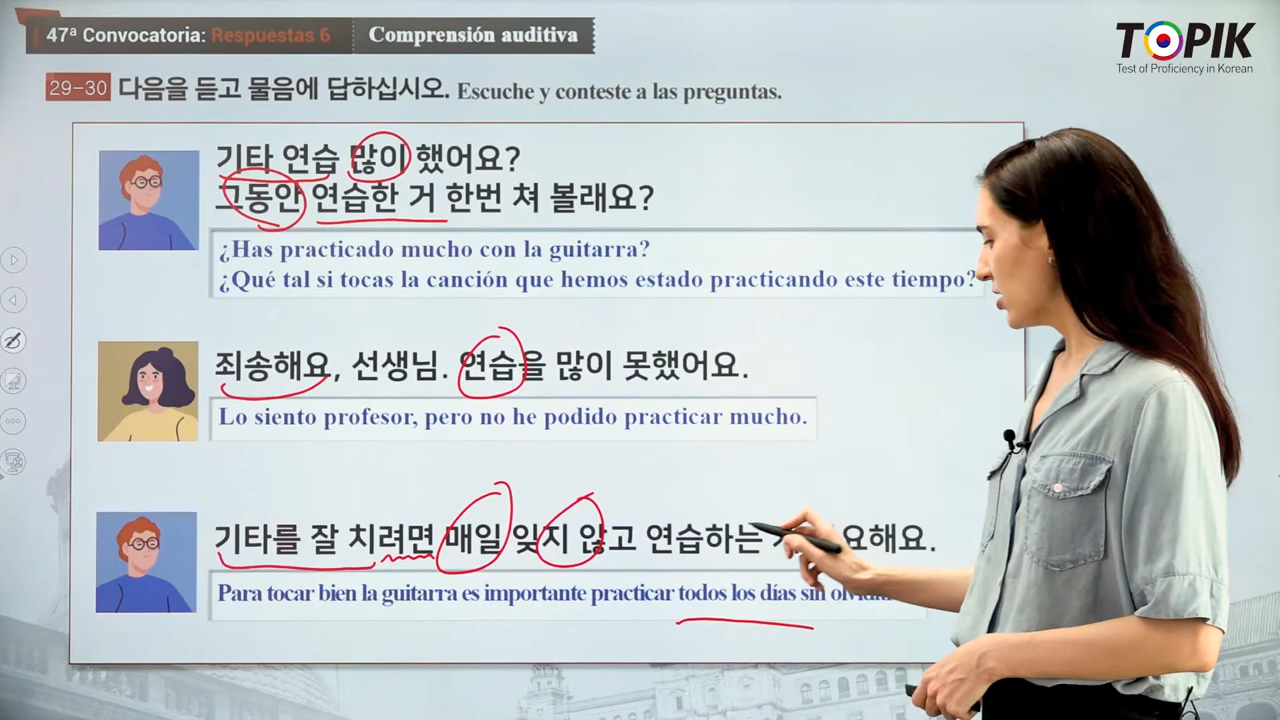 47ª Convocatoria: Respuestas 6
Comprensión auditiva
TOPIK
Test of Proficiency in Korean
29-30 다음을 듣고 물음에 답하십시오. Escuche y conteste a las preguntas.
기타 연습 많이 했어요?
그동안 연습한 거 한번 쳐 볼래요?
¿Has practicado mucho con la guitarra?
¿Qué tal si tocas la canción que hemos estado practicando este tiempo?
죄송해요, 선생님. 연습을 많이 못했어요.
Lo siento profesor, pero no he podido practicar mucho.
기타를 잘 치려면 매일 잊지 않고 연습하는 요해요.
Para tocar bien la guitarra es importante practicar todos los días sin